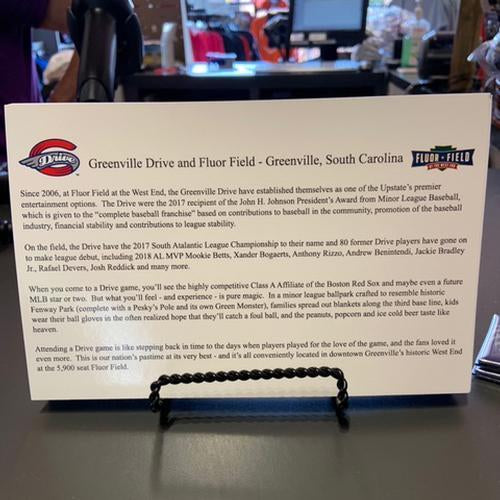 Drive
Greenville Drive and Fluor Field - Greenville, South Carolina
FLUOR FIELD
AT THE WEST END
Since 2006, at Fluor Field at the West End, the Greenville Drive have established themselves as one of the Upstate's premier
entertainment options. The Drive were the 2017 recipient of the John H. Johnson President's Award from Minor League Baseball,
which is given to the "complete baseball franchise" based on contributions to baseball in the community, promotion of the baseball
industry, financial stability and contributions to league stability.
On the field, the Drive have the 2017 South Atalantic League Championship to their name and 80 former Drive players have gone on
to make league debut, including 2018 AL MVP Mookie Betts, Xander Bogaerts, Anthony Rizzo, Andrew Benintendi, Jackie Bradley
Jr., Rafael Devers, Josh Reddick and many more.
When you come to a Drive game, you'll see the highly competitive Class A Affiliate of the Boston Red Sox and maybe even a future
MLB star or two. But what you'll feel - and experience - is pure magic. In a minor league ballpark crafted to resemble historic
Fenway Park (complete with a Pesky's Pole and its own Green Monster), families spread out blankets along the third base line, kids
wear their ball gloves in the often realized hope that they'll catch a foul ball, and the peanuts, popcorn and ice cold beer taste like
heaven.
Attending a Drive game is like stepping back in time to the days when players played for the love of the game, and the fans loved it
even more. This is our nation's pastime at its very best - and it's all conveniently located in downtown Greenville's historic West End
at the 5,900 seat Fluor Field.